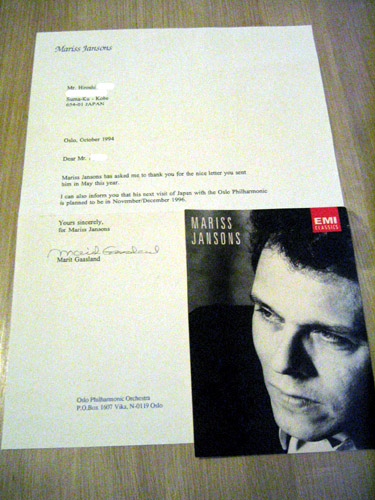 Mariss Jansons
Mr. Hiroshi
Suma-Ku - Kobe
654-01 JAPAN
Oslo, October 1994
Dear Mr.
Mariss Jansons has asked me to thank you for the nice letter you sent
him in May this year.
I can also inform you that his next visit of Japan with the Oslo Philharmonic
is planned to be in November/December 1996.
Yours sincerely,
for Mariss Jansons
Marit Gaasland
Marit Gaasland
Oslo Philharmonic Orchestra
P.O.Box 1607 Vika, N-0119 Oslo
MARISS
JANSONS
EMI
CLASSICS